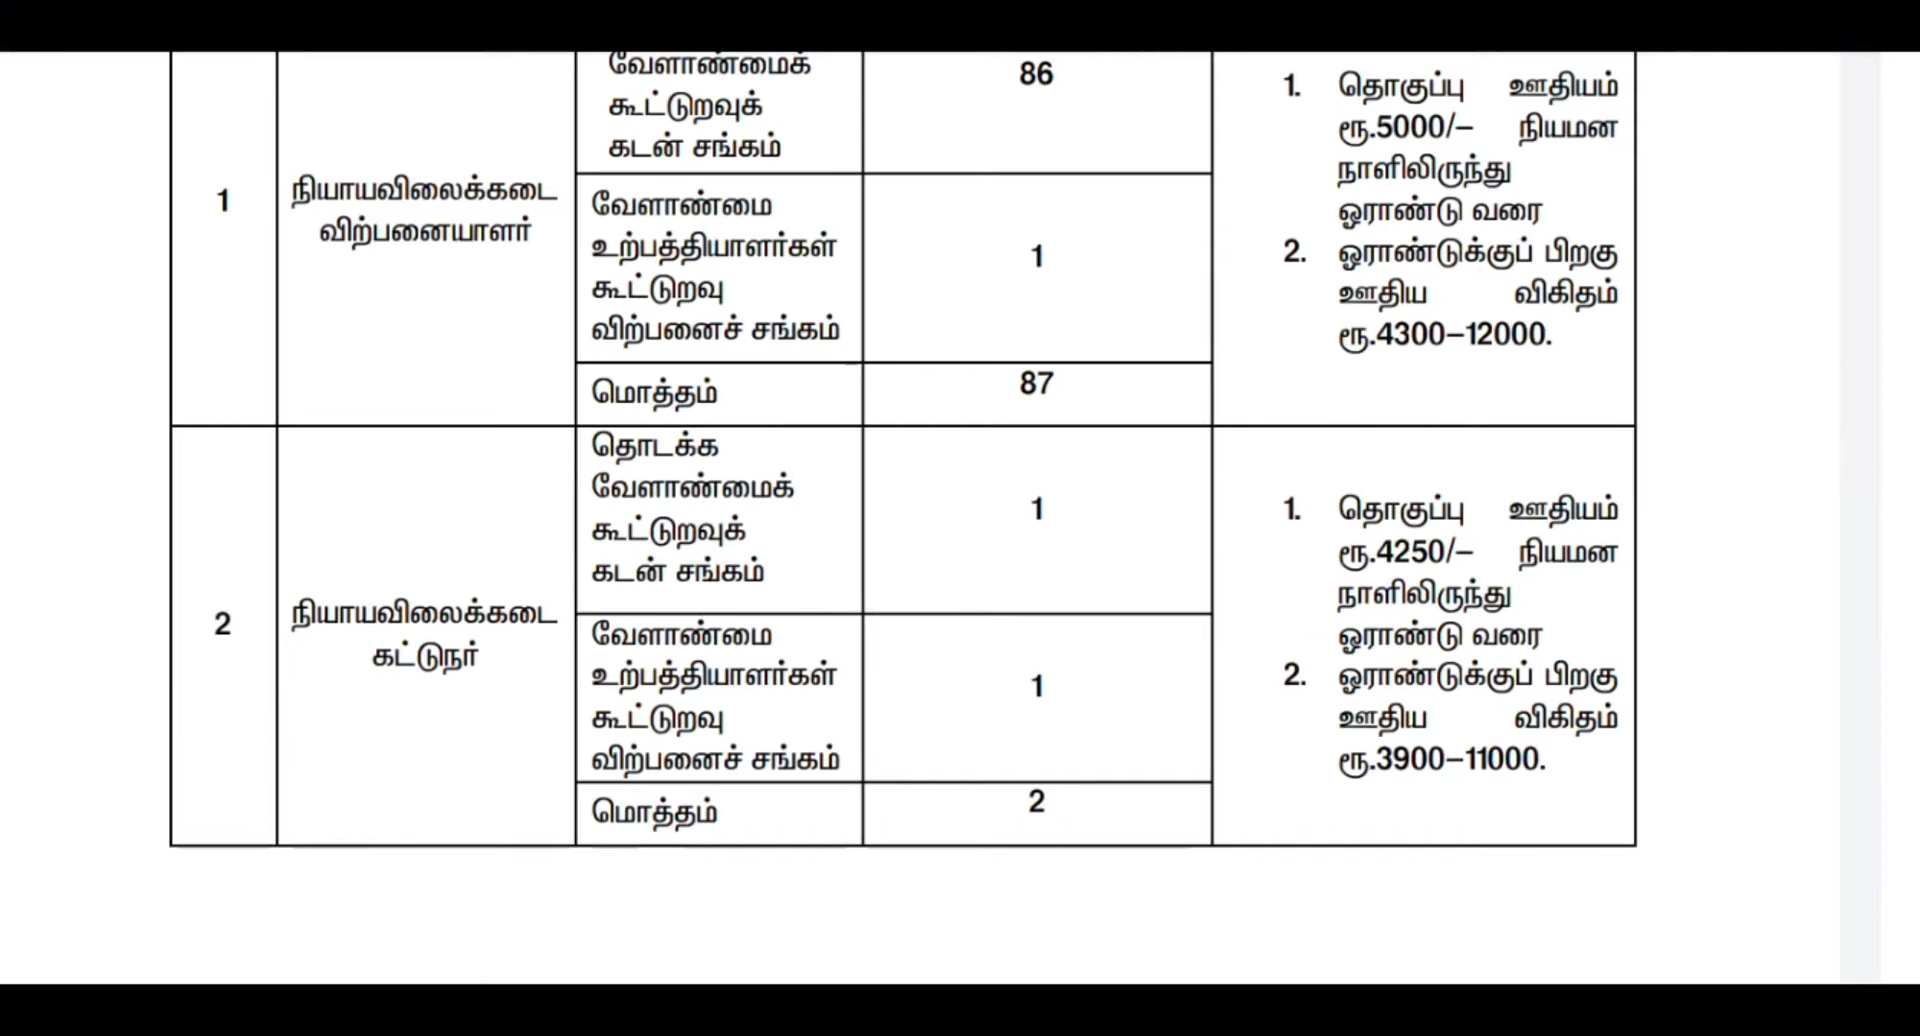 வேளாண்மைக்
கூட்டுறவுக்
கடன் சங்கம்
86
1
நியாயவிலைக்கடை
விற்பனையாளர்
வேளாண்மை
உற்பத்தியாளர்கள்
கூட்டுறவு
விற்பனைச் சங்கம்
1
மொத்தம்
87
1. தொகுப்பு ஊதியம்
ரூ.5000/– நியமன
நாளிலிருந்து
ஓராண்டு வரை
2. ஓராண்டுக்குப் பிறகு
ஊதிய விகிதம்
ரூ.4300–12000.
2
நியாயவிலைக்கடை
கட்டுநர்
தொடக்க
வேளாண்மைக்
கூட்டுறவுக்
கடன் சங்கம்
1
வேளாண்மை
உற்பத்தியாளர்கள்
கூட்டுறவு
விற்பனைச் சங்கம்
1
மொத்தம்
2
1. தொகுப்பு ஊதியம்
ரூ.4250/– நியமன
நாளிலிருந்து
ஓராண்டு வரை
2. ஓராண்டுக்குப் பிறகு
ஊதிய விகிதம்
ரூ.3900–11000.